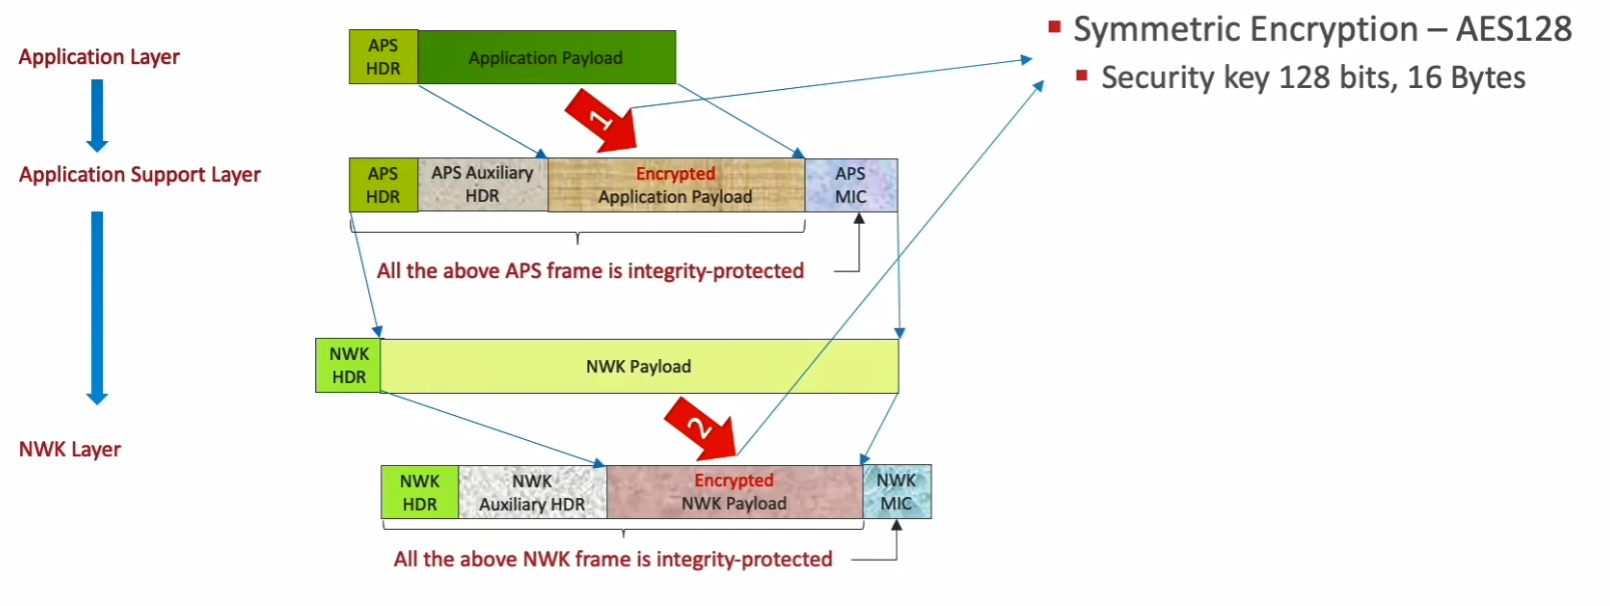 Symmetric Encryption – AES128
Security key 128 bits, 16 Bytes
Application Layer
APS
HDR
Application Payload
1
Application Support Layer
APS
HDR
APS Auxiliary
HDR
Encrypted
Application Payload
APS
MIC
All the above APS frame is integrity-protected
NWK
HDR
NWK Payload
2
NWK Layer
NWK
HDR
NWK
Auxiliary HDR
Encrypted
NWK Payload
NWK
MIC
All the above NWK frame is integrity-protected